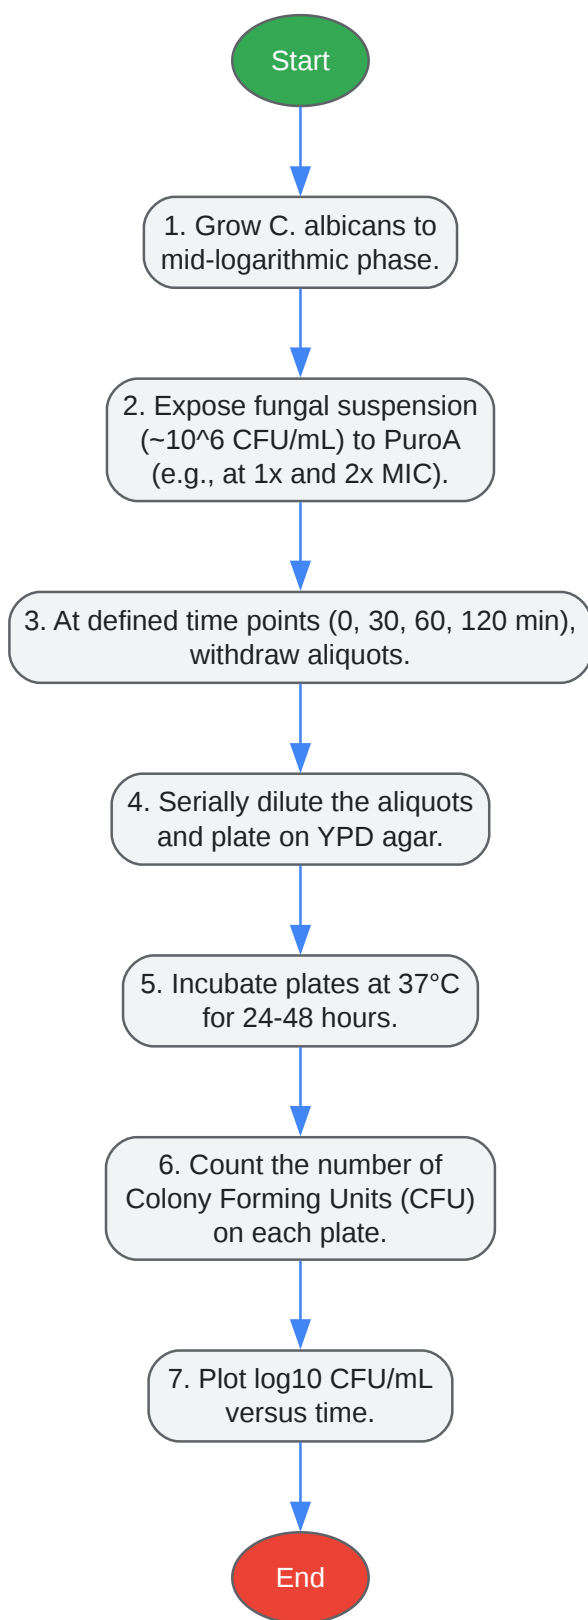 Start
1. Grow C. albicans to
mid-logarithmic phase.
2. Expose fungal suspension
(~10^6 CFU/mL) to PuroA
(e.g., at 1x and 2x MIC).
3. At defined time points (0, 30, 60, 120 min),
withdraw aliquots.
4. Serially dilute the aliquots
and plate on YPD agar.
5. Incubate plates at 37°C
for 24-48 hours.
6. Count the number of
Colony Forming Units (CFU)
on each plate.
7. Plot log10 CFU/mL
versus time.
End